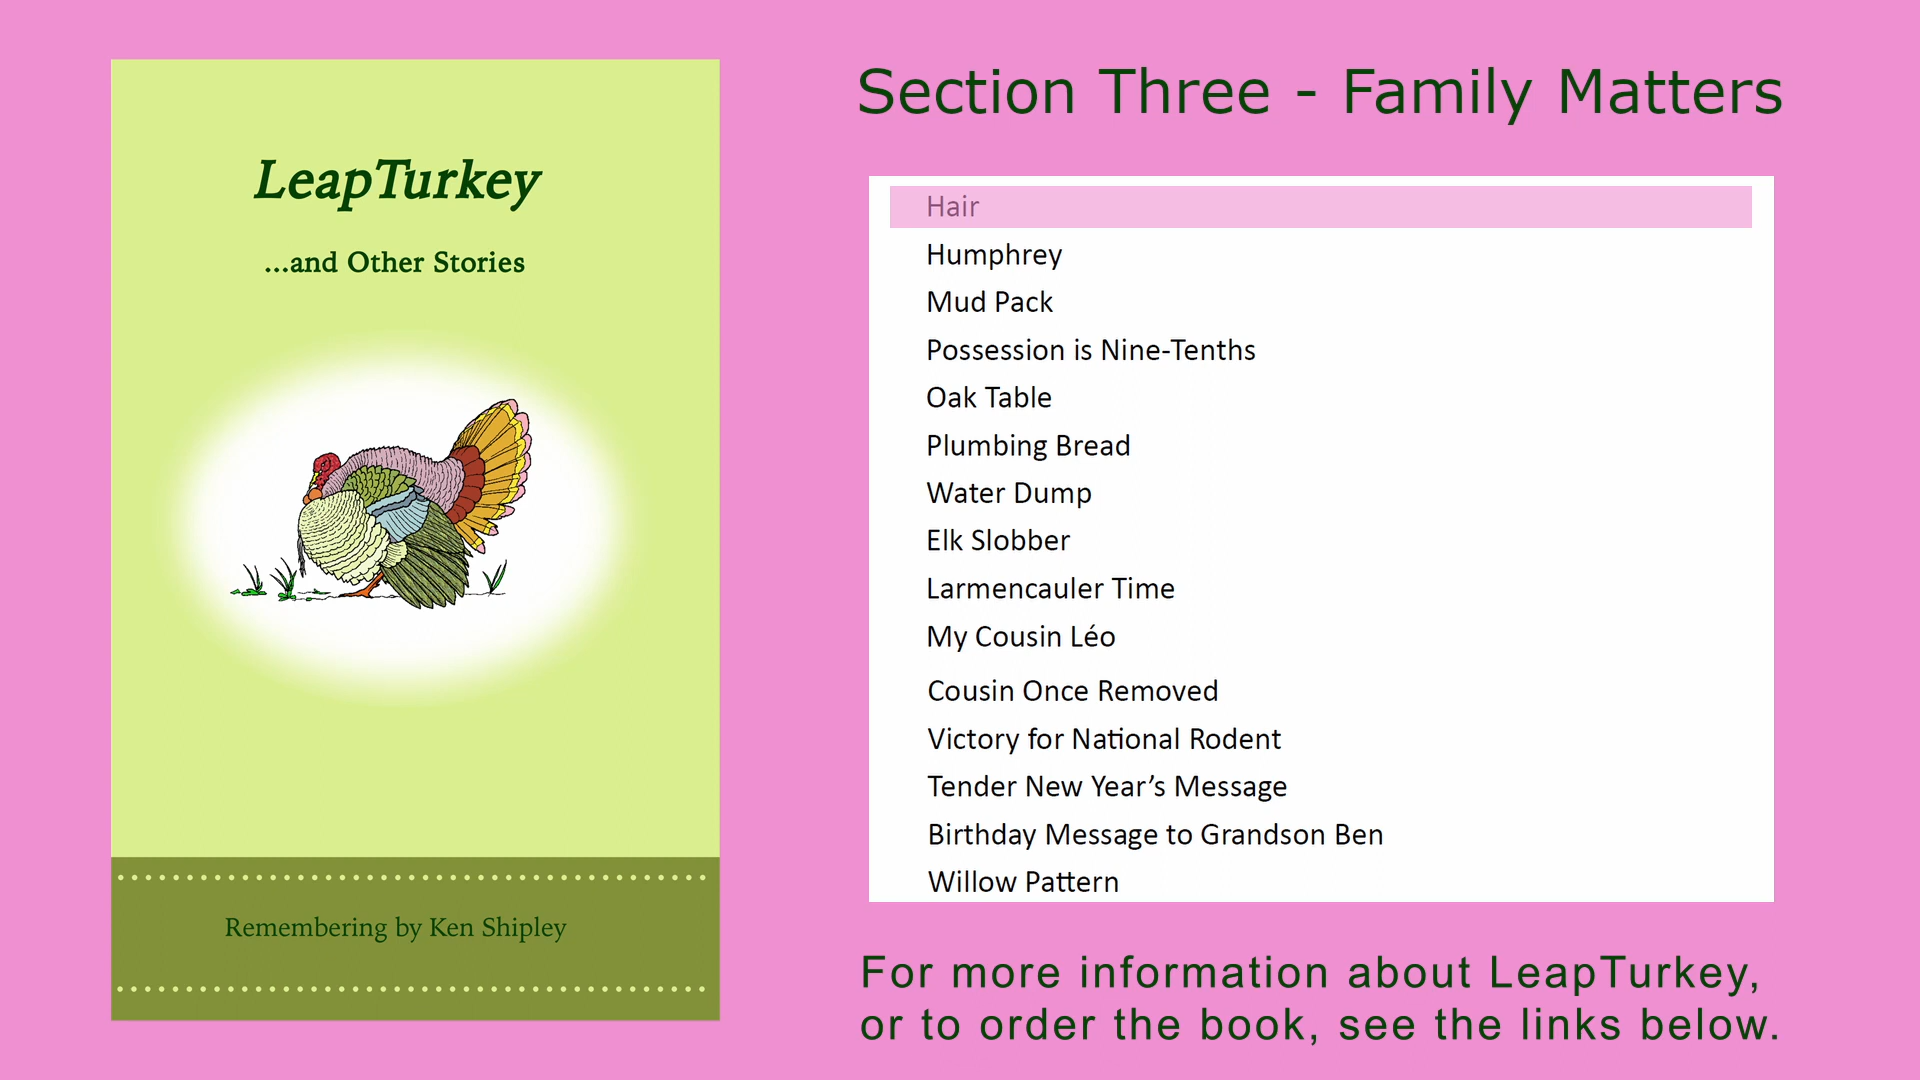 LeapTurkey
...and Other Stories
Remembering by Ken Shipley
Section Three - Family Matters
Hair
Humphrey
Mud Pack
Possession is Nine-Tenths
Oak Table
Plumbing Bread
Water Dump
Elk Slobber
Larmencauler Time
My Cousin Léo
Cousin Once Removed
Victory for National Rodent
Tender New Year’s Message
Birthday Message to Grandson Ben
Willow Pattern
For more information about LeapTurkey,
or to order the book, see the links below.